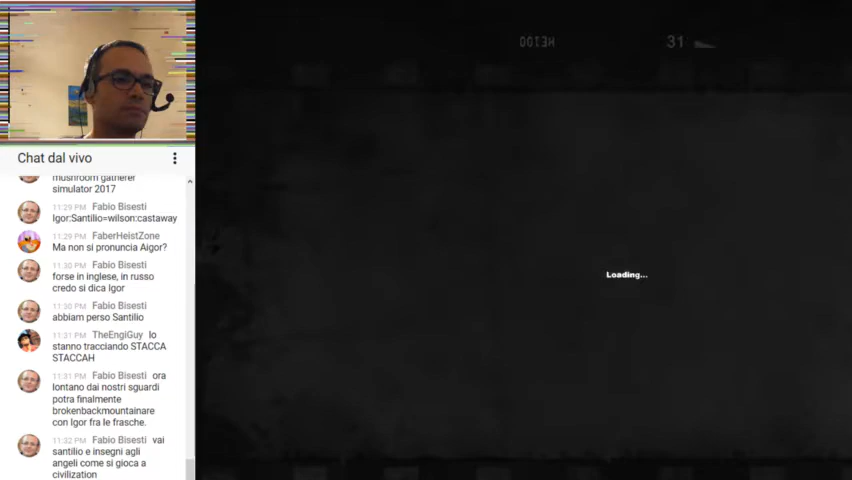 0013H
31
Chat dal vivo
mushroom gatherer
simulator 2017
11:29 PM Fabio Bisesti
Igor:Santilio=wilson:castaway
11:29 PM FaberHeistZone
Ma non si pronuncia Aigor?
11:30 PM Fabio Bisesti
forse in inglese, in russo
credo si dica Igor
11:30 PM Fabio Bisesti
abbiam perso Santilio
11:31 PM TheEngiGuy lo
stanno tracciando STACCA
STACCAH
11:31 PM Fabio Bisesti ora
lontano dai nostri sguardi
potra finalmente
brokenbackmountainare
con Igor fra le frasche.
11:32 PM Fabio Bisesti vai
santilio e insegni agli
angeli come si gioca a
civilization
Loading...